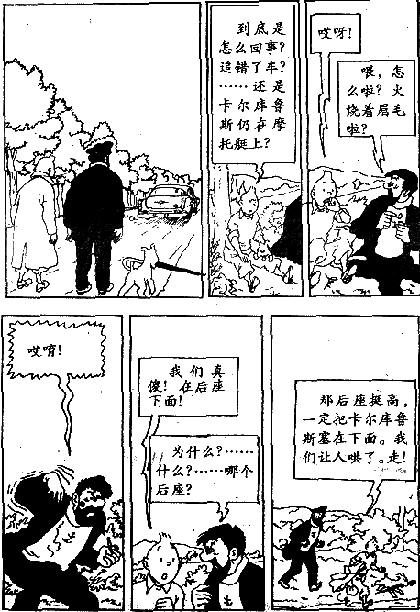 到底是
怎么回事?
追错了车?
……还是
卡尔库鲁
斯仍在摩
托艇上?
哎呀!
喂,怎
么啦?火
烧着眉毛
啦?
哎唷!
我们真
傻!在后座
下面!
为什么?……
什么?……哪个
后座?
那后座挺高,
一定把卡尔库鲁
斯塞在下面。我
们让人哄了。走!